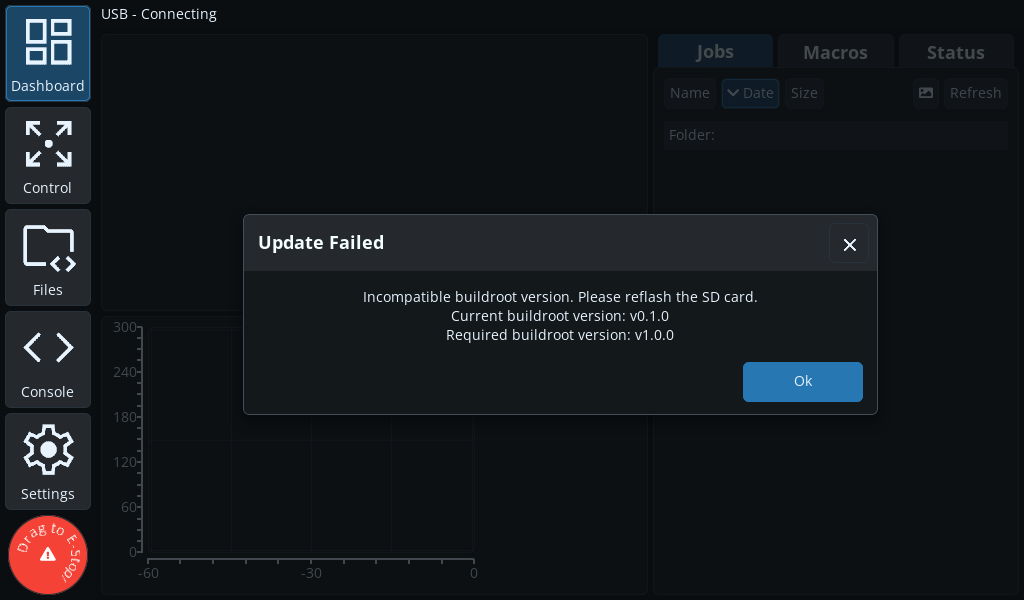 USB - Connecting
Dashboard
Control
Files
Console
Settings
Drag to E-Stop!
Jobs
Macros
Status
Name
Date
Size
Refresh
Folder:
Update Failed
Incompatible buildroot version. Please reflash the SD card.
Current buildroot version: v0.1.0
Required buildroot version: v1.0.0
Ok
300
240
180
120
60
0
-60
-30
0